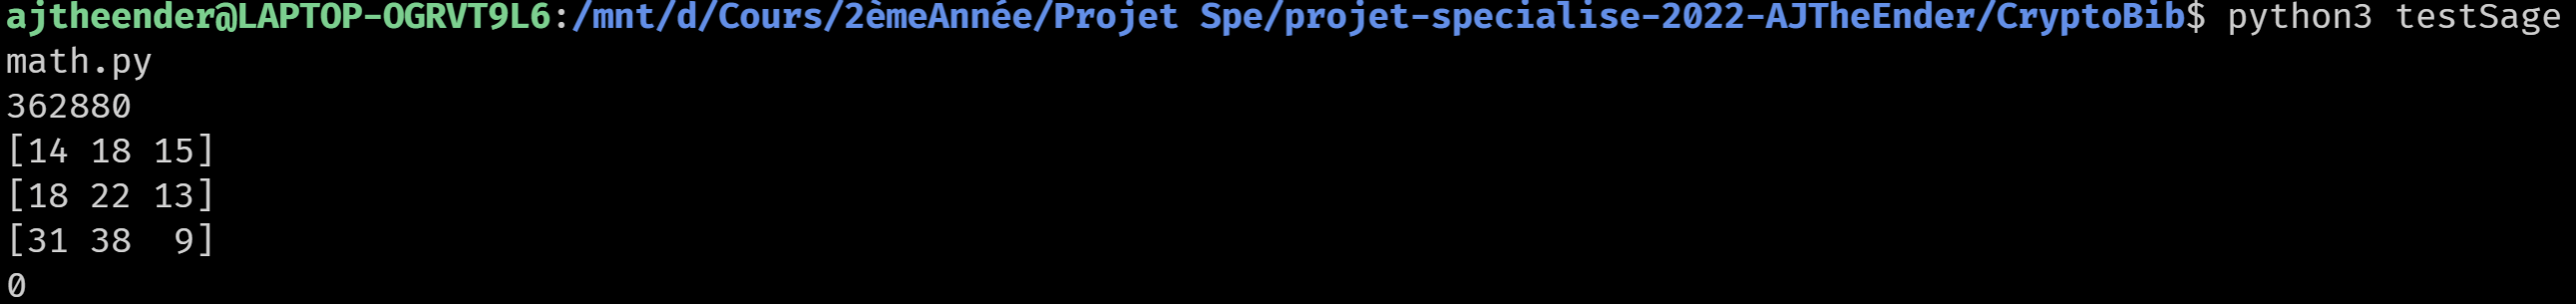 ajtheender@LAPTOP-OGRVT9L6:/mnt/d/Cours/2èmeAnnée/Projet Spe/projet-specialise-2022-AJTheEnder/CryptoBib$ python3 testSage
math.py
362880
[14 18 15]
[18 22 13]
[31 38  9]
0